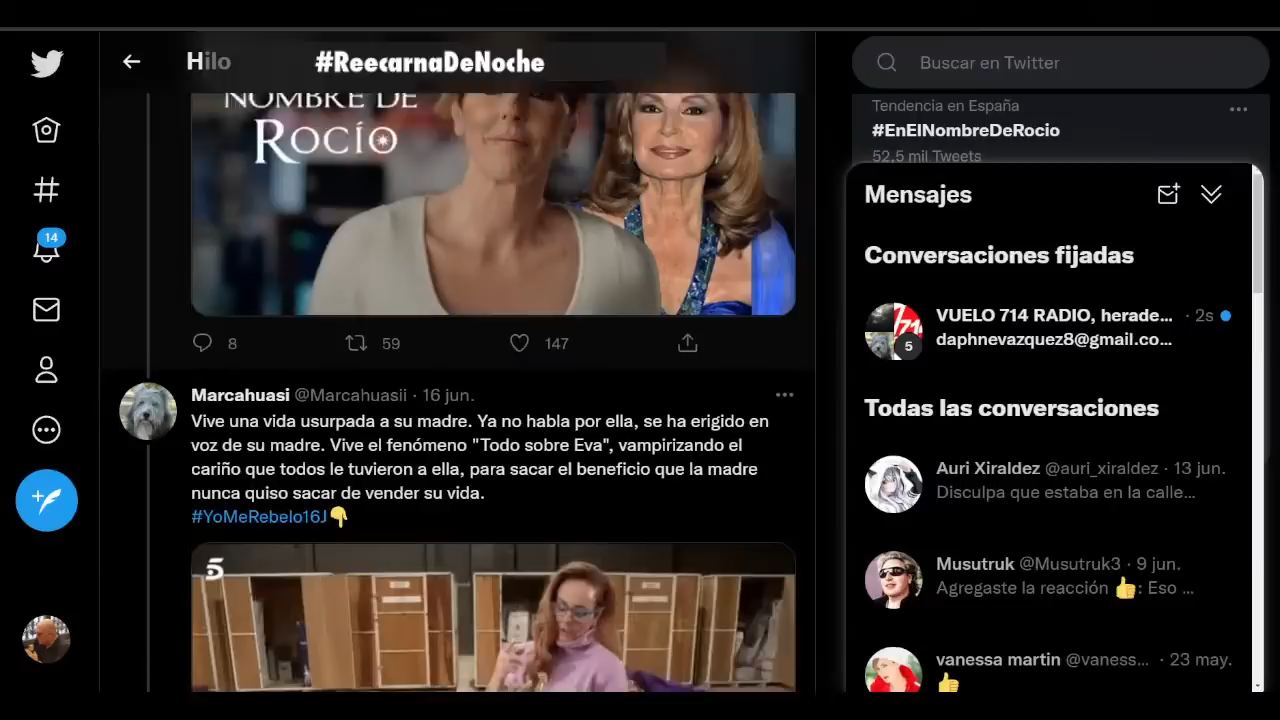 Hilo
#ReecarnaDeNoche
NOMBRE DE
ROCÍO
8
59
147
Marcahuasi @Marcahuasii · 16 jun.
Vive una vida usurpada a su madre. Ya no habla por ella, se ha erigido en
voz de su madre. Vive el fenómeno "Todo sobre Eva", vampirizando el
cariño que todos le tuvieron a ella, para sacar el beneficio que la madre
nunca quiso sacar de vender su vida.
#YoMeRebelo16J👇
5
14
Buscar en Twitter
Tendencia en España
#EnElNombreDeRocio
52,5 mil Tweets
Mensajes
Conversaciones fijadas
714
5
VUELO 714 RADIO, herade... · 2s
daphnevazquez8@gmail.co...
Todas las conversaciones
Auri Xiraldez @auri_xiraldez · 13 jun.
Disculpa que estaba en la calle...
Musutruk @Musutruk3 · 9 jun.
Agregaste la reacción 👍: Eso ...
vanessa martin @vaness... · 23 may.
👍